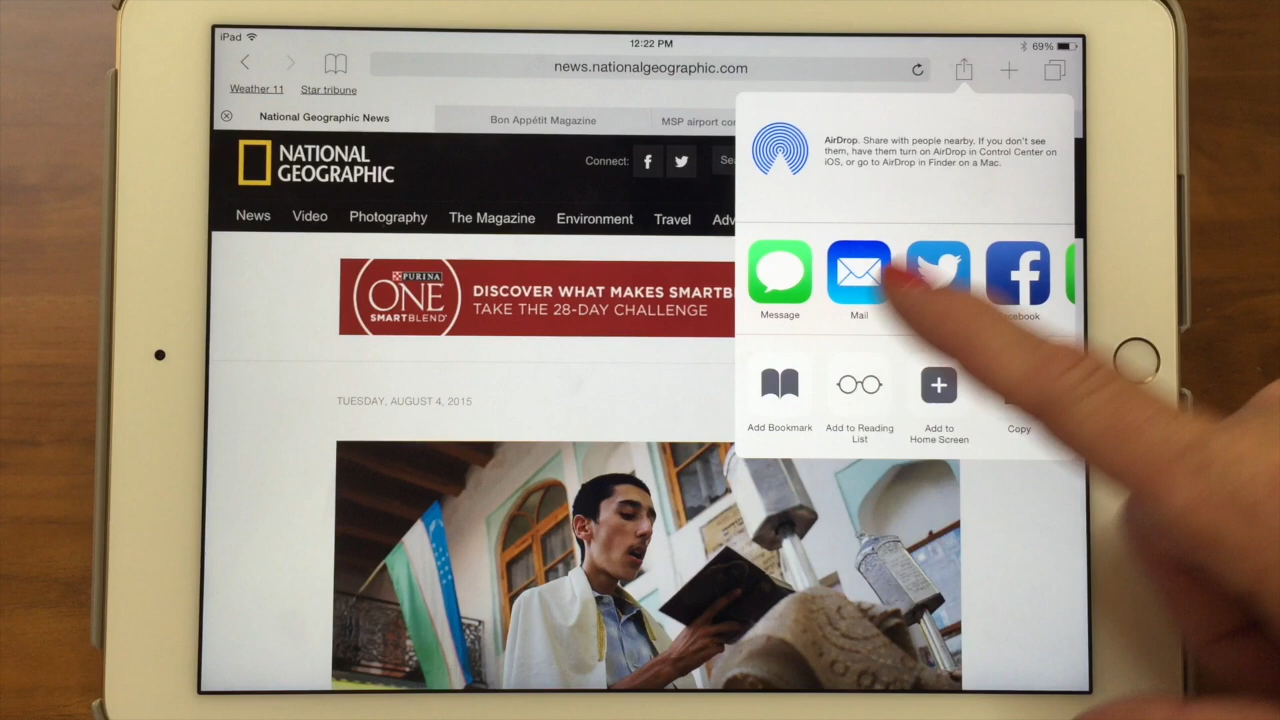 iPad
12:22 PM
69%
news.nationalgeographic.com
Weather 11 Star tribune
National Geographic News Bon Appétit Magazine MSP airport
AirDrop. Share with people nearby. If you don't see
them, have them turn on AirDrop in Control Center on
iOS, or go to AirDrop in Finder on a Mac.
NATIONAL
GEOGRAPHIC
Connect: f
News Video Photography The Magazine Environment Travel
PURINA
ONE
SMARTBLEND
DISCOVER WHAT MAKES
TAKE THE 28-DAY CHALLENGE
Message Mail
f
Add Bookmark
Add to Reading
List
Add to
Home Screen
Copy
TUESDAY, AUGUST 4, 2015